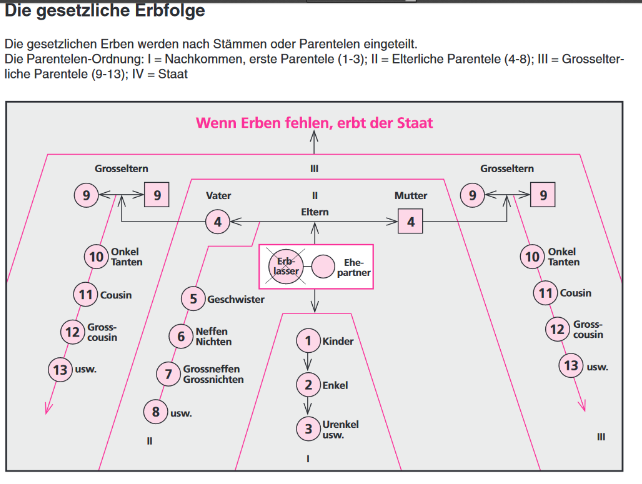 Die gesetzliche Erbfolge
Die gesetzlichen Erben werden nach Stämmen oder Parentelen eingeteilt.
Die Parentelen-Ordnung: I = Nachkommen, erste Parentele (1-3); II = Elterliche Parentele (4-8); III = Grosselter-
liche Parentele (9-13); IV = Staat
Wenn Erben fehlen, erbt der Staat
Grosseltern
III
Grosseltern
9
9
Vater
II
Mutter
9
9
4
Eltern
4
10
Onkel
Tanten
Erb-
lasser
Ehe-
partner
10
Onkel
Tanten
11
Cousin
5
Geschwister
11
Cousin
12
Gross-
cousin
6
Neffen
Nichten
1
Kinder
12
Gross-
cousin
13
usw.
7
Grossneffen
Grossnichten
2
Enkel
13
usw.
8
usw.
3
Urenkel
usw.
II
I
III